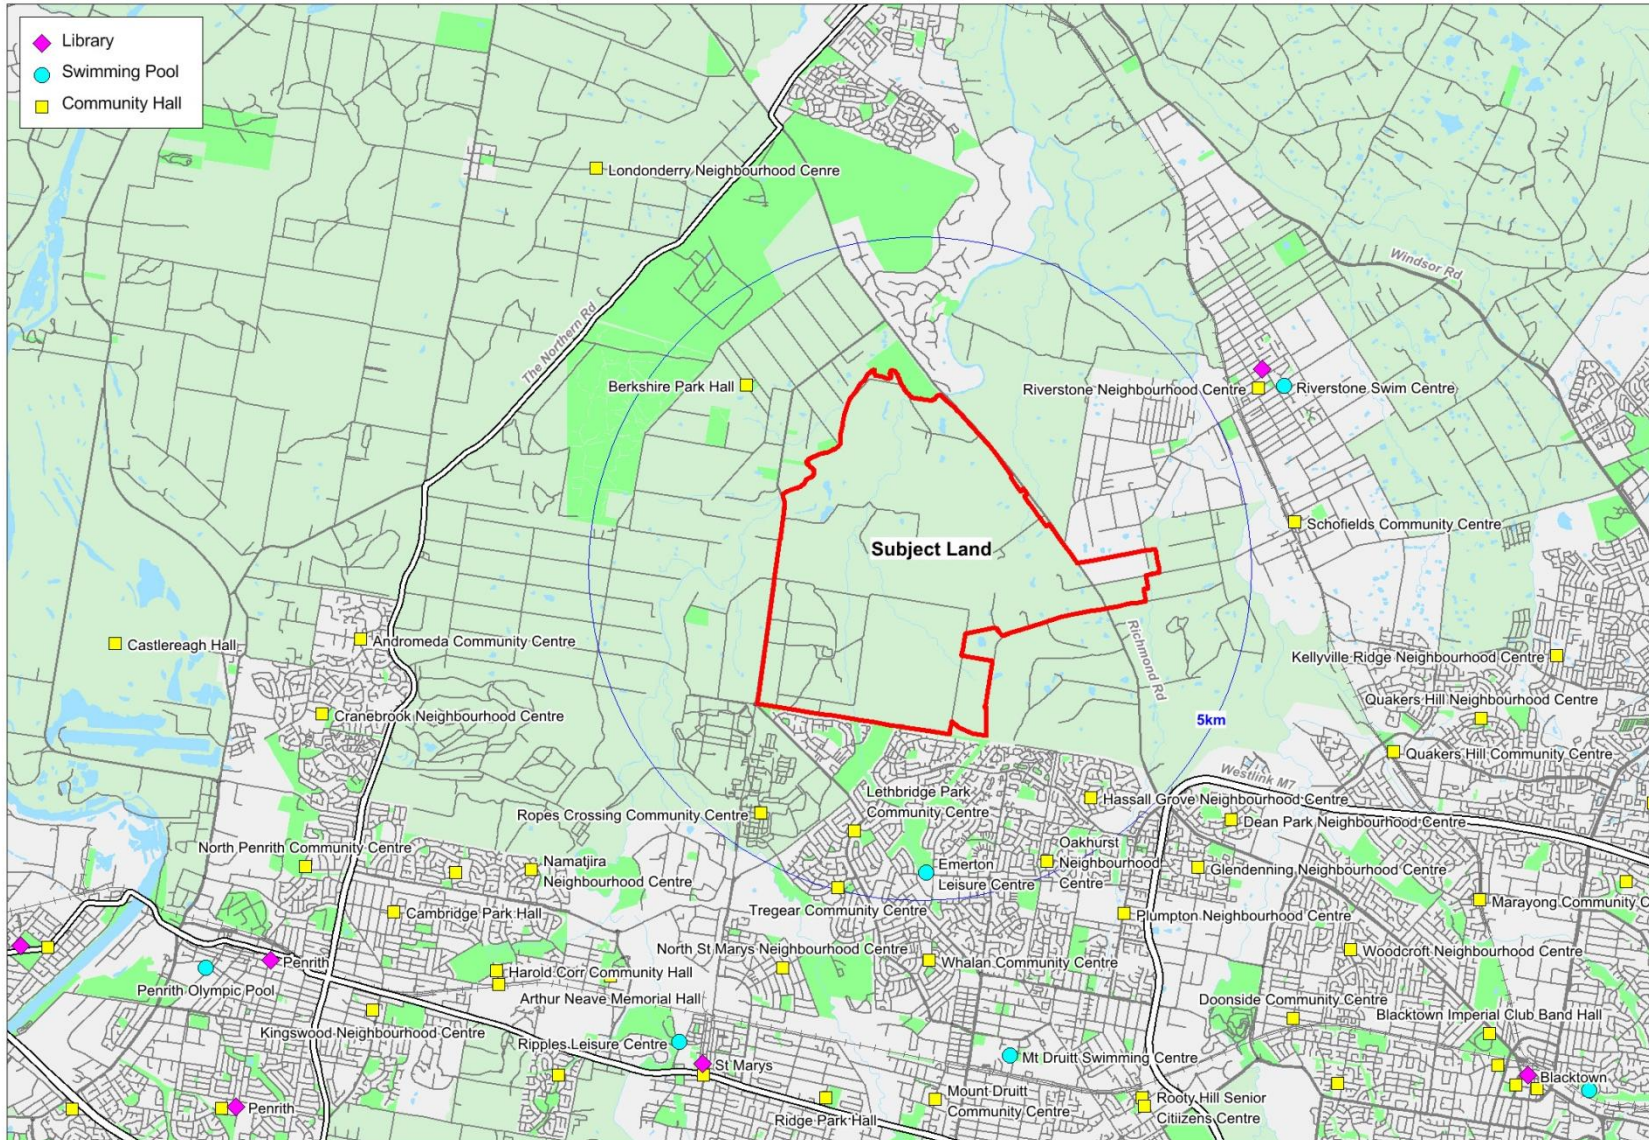 Library
Swimming Pool
Community Hall
Londonderry Neighbourhood Cenre
Windsor Rd
The Northern Rd
Berkshire Park Hall
Riverstone Neighbourhood Centre
Riverstone Swim Centre
Schofields Community Centre
Subject Land
Castlereagh Hall
Andromeda Community Centre
Richmond Rd
Kellyville Ridge Neighbourhood Centre
Quakers Hill Neighbourhood Centre
Cranebrook Neighbourhood Centre
5km
Quakers Hill Community Centre
Westlink M7
Lethbridge Park
Community Centre
Hassall Grove Neighbourhood Centre
Ropes Crossing Community Centre
Dean Park Neighbourhood Centre
North Penrith Community Centre
Namatjira
Neighbourhood Centre
Emerton
Leisure Centre
Oakhurst
Neighbourhood
Centre
Glendenning Neighbourhood Centre
Marayong Community C
Cambridge Park Hall
Tregear Community Centre
Plumpton Neighbourhood Centre
North St Marys Neighbourhood Centre
Whalan Community Centre
Woodcroft Neighbourhood Centre
Penrith
Harold Corr Community Hall
Penrith Olympic Pool
Arthur Neave Memorial Hall
Doonside Community Centre
Blacktown Imperial Club Band Hall
Kingswood Neighbourhood Centre
Ripples Leisure Centre
St Marys
Mt Druitt Swimming Centre
Blacktown
Penrith
Ridge Park Hall
Mount Druitt
Community Centre
Rooty Hill Senior
Citiizens Centre